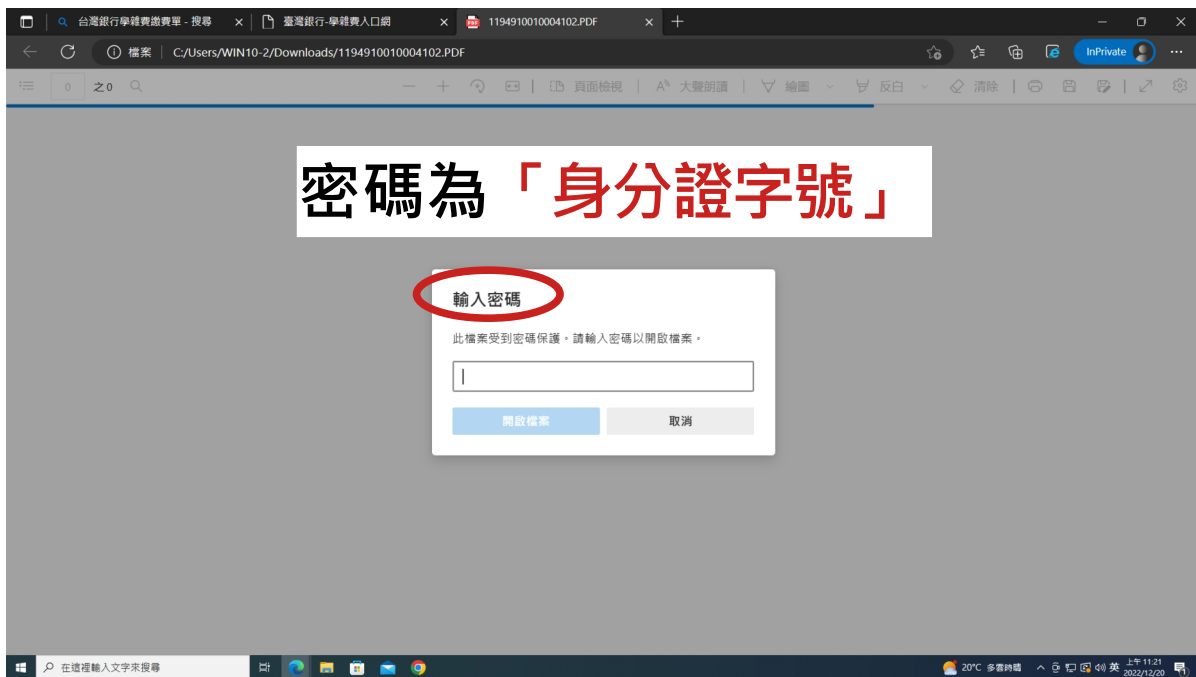 台灣銀行學雜費繳費單 - 搜尋
臺灣銀行-學雜費入口網
1194910010004102.PDF
檔案 C:/Users/WIN10-2/Downloads/1194910010004102.PDF
InPrivate
0 之0
頁面檢視 大聲朗讀 繪圖 反白 清除
密碼為「身分證字號」
輸入密碼
此檔案受到密碼保護。請輸入密碼以開啟檔案。
開啟檔案 取消
在這裡輸入文字來搜尋
20°C 多雲時晴
英
上午 11:21
2022/12/20